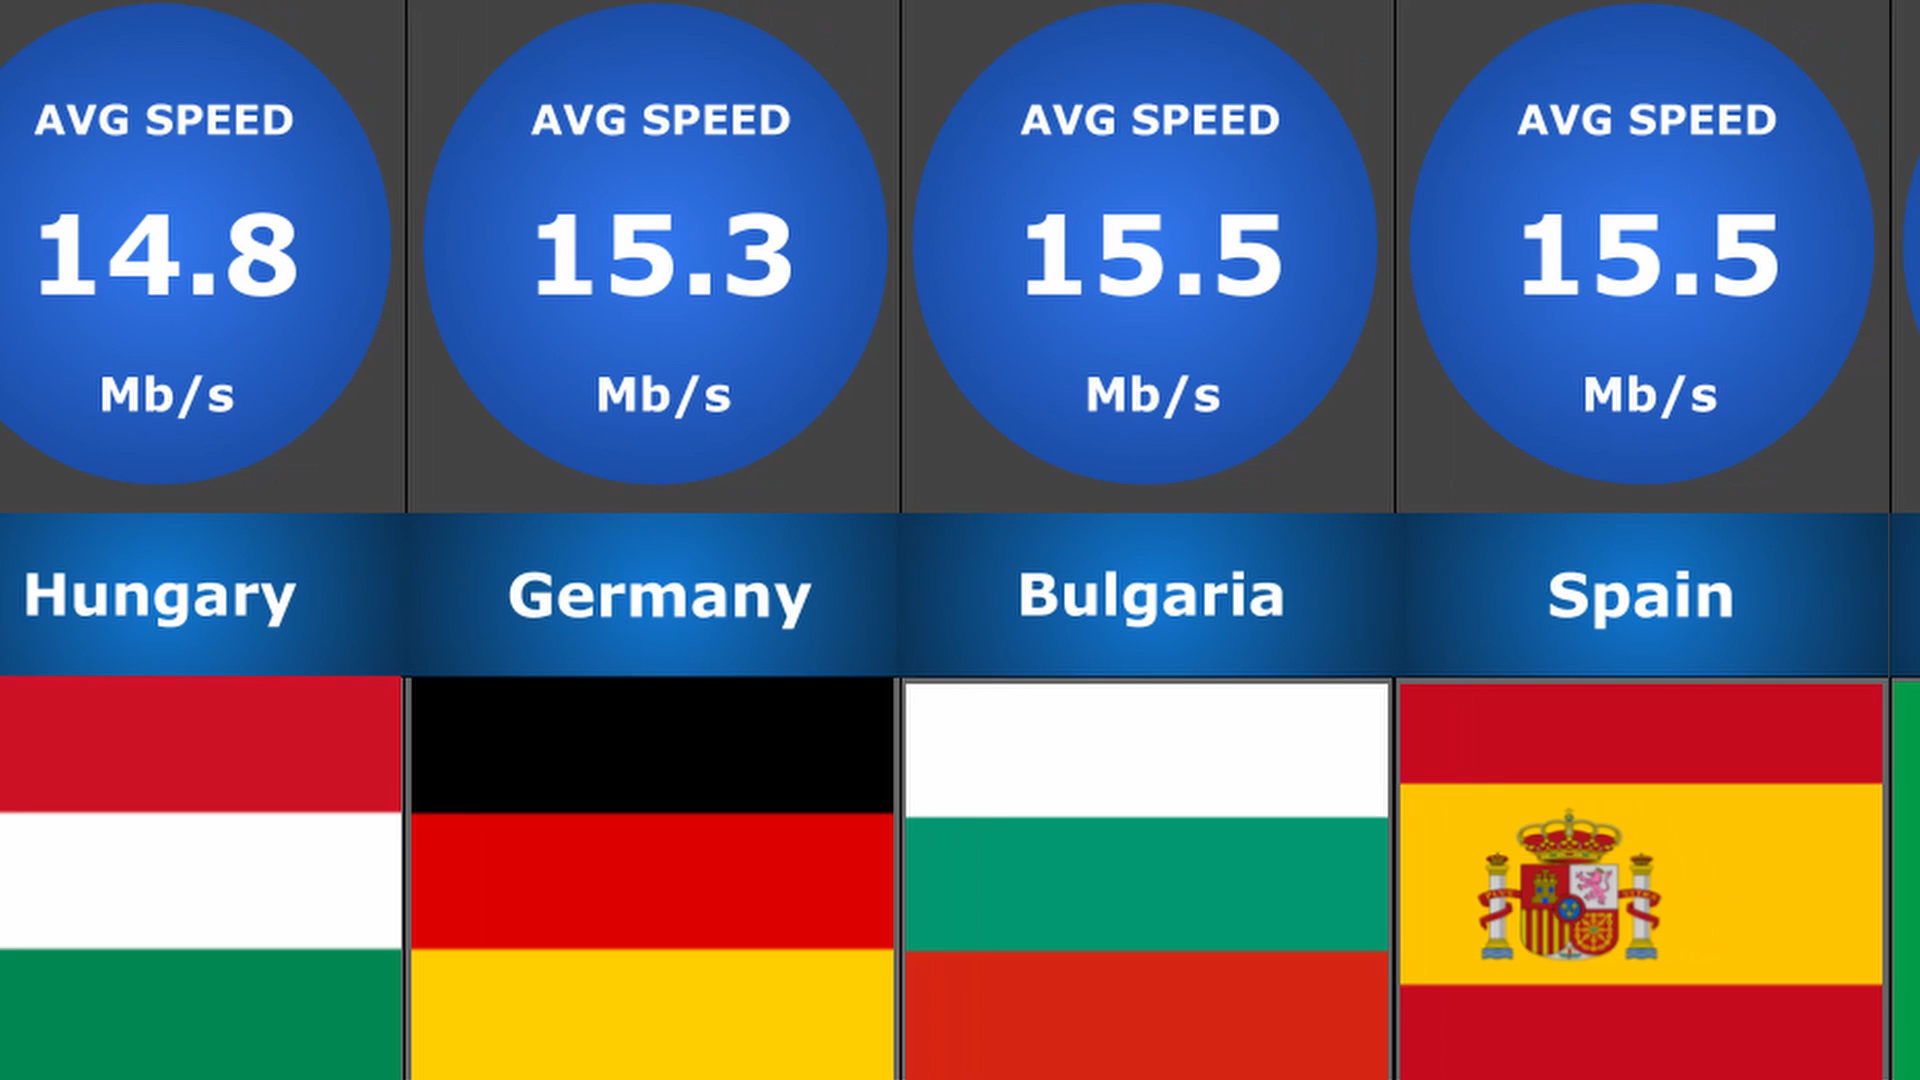 AVG SPEED
14.8
Mb/s
Hungary
AVG SPEED
15.3
Mb/s
Germany
AVG SPEED
15.5
Mb/s
Bulgaria
AVG SPEED
15.5
Mb/s
Spain